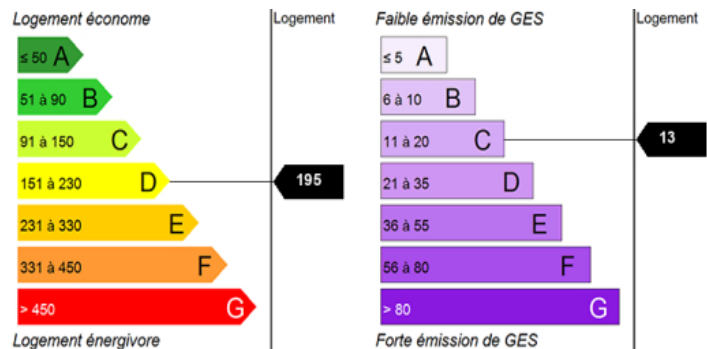 Logement économe
Logement
≤ 50 A
51 à 90 B
91 à 150 C
151 à 230 D
195
231 à 330 E
331 à 450 F
> 450 G
Logement énergivore
Faible émission de GES
Logement
≤ 5 A
6 à 10 B
11 à 20 C
13
21 à 35 D
36 à 55 E
56 à 80 F
> 80 G
Forte émission de GES